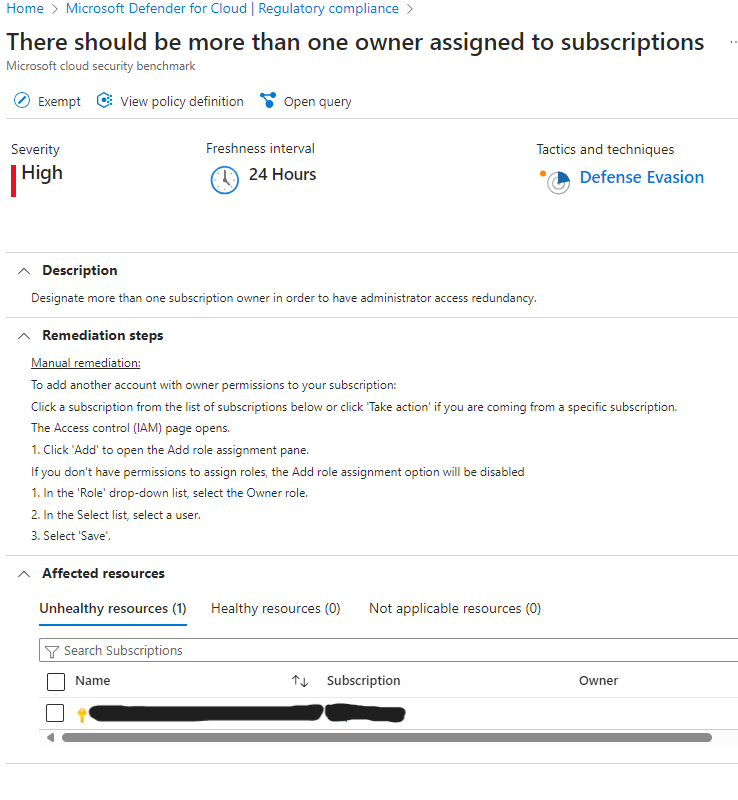 Home > Microsoft Defender for Cloud | Regulatory compliance >
There should be more than one owner assigned to subscriptions ...
Microsoft cloud security benchmark
Exempt View policy definition Open query
Severity Freshness interval Tactics and techniques
High 24 Hours Defense Evasion
Description
Designate more than one subscription owner in order to have administrator access redundancy.
Remediation steps
Manual remediation:
To add another account with owner permissions to your subscription:
Click a subscription from the list of subscriptions below or click 'Take action' if you are coming from a specific subscription.
The Access control (IAM) page opens.
1. Click 'Add' to open the Add role assignment pane.
If you don't have permissions to assign roles, the Add role assignment option will be disabled
1. In the 'Role' drop-down list, select the Owner role.
2. In the Select list, select a user.
3. Select 'Save'.
Affected resources
Unhealthy resources (1) Healthy resources (0) Not applicable resources (0)
Search Subscriptions
Name Subscription Owner